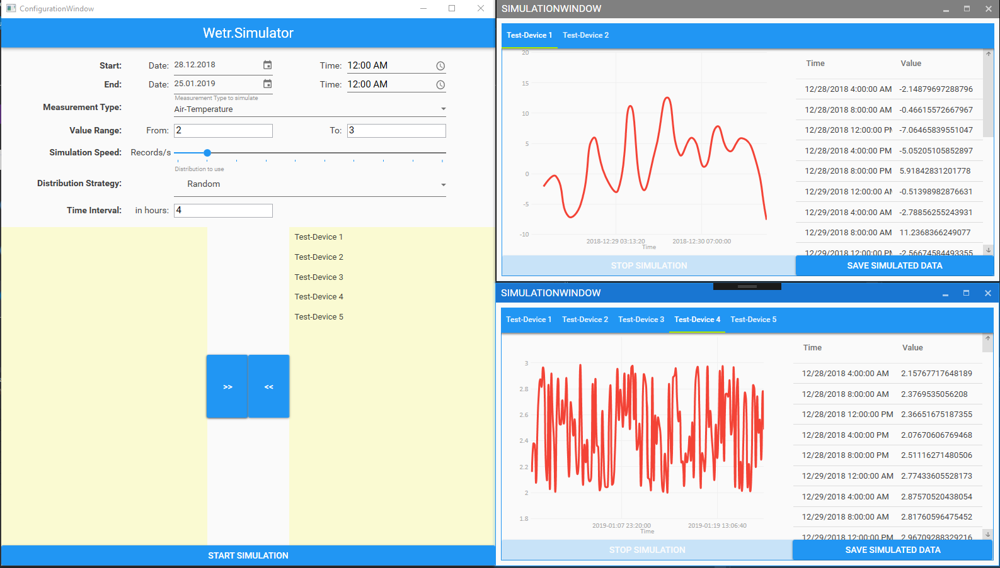 ConfigurationWindow
Wetr.Simulator
Start: Date: 28.12.2018 Time: 12:00 AM
End: Date: 25.01.2019 Time: 12:00 AM
Measurement Type to simulate
Measurement Type: Air-Temperature
Value Range: From: 2 To: 3
Simulation Speed: Records/s
Distribution to use
Distribution Strategy: Random
Time Interval: in hours: 4
Test-Device 1
Test-Device 2
Test-Device 3
Test-Device 4
Test-Device 5
>> <<
START SIMULATION
SIMULATIONWINDOW
Test-Device 1 Test-Device 2
20
15
10
5
0
-5
-10
2018-12-29 03:13:20 2018-12-30 07:00:00
Time
Time Value
12/28/2018 4:00:00 AM -2.14879697288796
12/28/2018 8:00:00 AM -0.46615572667967
12/28/2018 12:00:00 PM -7.06465839551047
12/28/2018 4:00:00 PM -5.05205105852897
12/28/2018 8:00:00 PM 5.91842831201778
12/29/2018 12:00:00 AM -0.51398982876631
12/29/2018 4:00:00 AM -2.78856255243931
12/29/2018 8:00:00 AM 11.2368366249077
12/29/2018 12:00:00 PM -2.56674584493355
STOP SIMULATION SAVE SIMULATED DATA
SIMULATIONWINDOW
Test-Device 1 Test-Device 2 Test-Device 3 Test-Device 4 Test-Device 5
3
2.8
2.6
2.4
2.2
2
1.8
2019-01-07 23:20:00 2019-01-19 13:06:40
Time
Time Value
12/28/2018 4:00:00 AM 2.15767717648189
12/28/2018 8:00:00 AM 2.3769535056208
12/28/2018 12:00:00 PM 2.36651675187355
12/28/2018 4:00:00 PM 2.07670606769468
12/28/2018 8:00:00 PM 2.51116271480506
12/29/2018 12:00:00 AM 2.77433605528173
12/29/2018 4:00:00 AM 2.87570520438054
12/29/2018 8:00:00 AM 2.81760596475452
12/29/2018 12:00:00 PM 2.96709288329216
STOP SIMULATION SAVE SIMULATED DATA